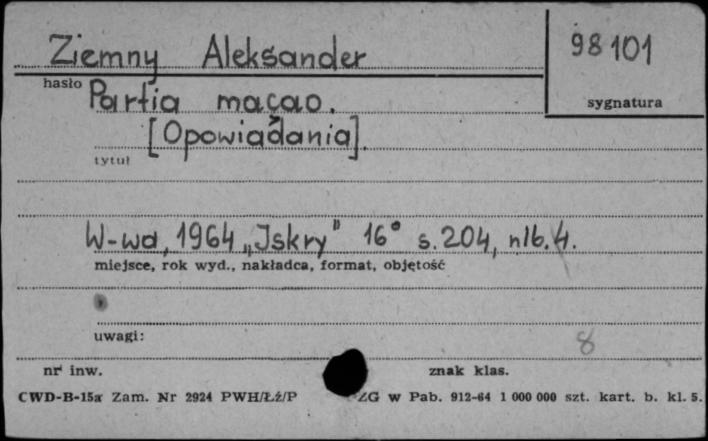 Ziemny Aleksander
98101
hasło
sygnatura
Partia macao.
[Opowiadania].
tytuł
W-wa, 1964 „Iskry" 16° s. 204, nlb. 4.
miejsce, rok wyd., nakładca, format, objętość
uwagi:
8
nr inw.
znak klas.
CWD-B-15a Zam. Nr 2924 PWH/Łź/P ZG w Pab. 912-64 1 000 000 szt. kart. b. kl. 5.